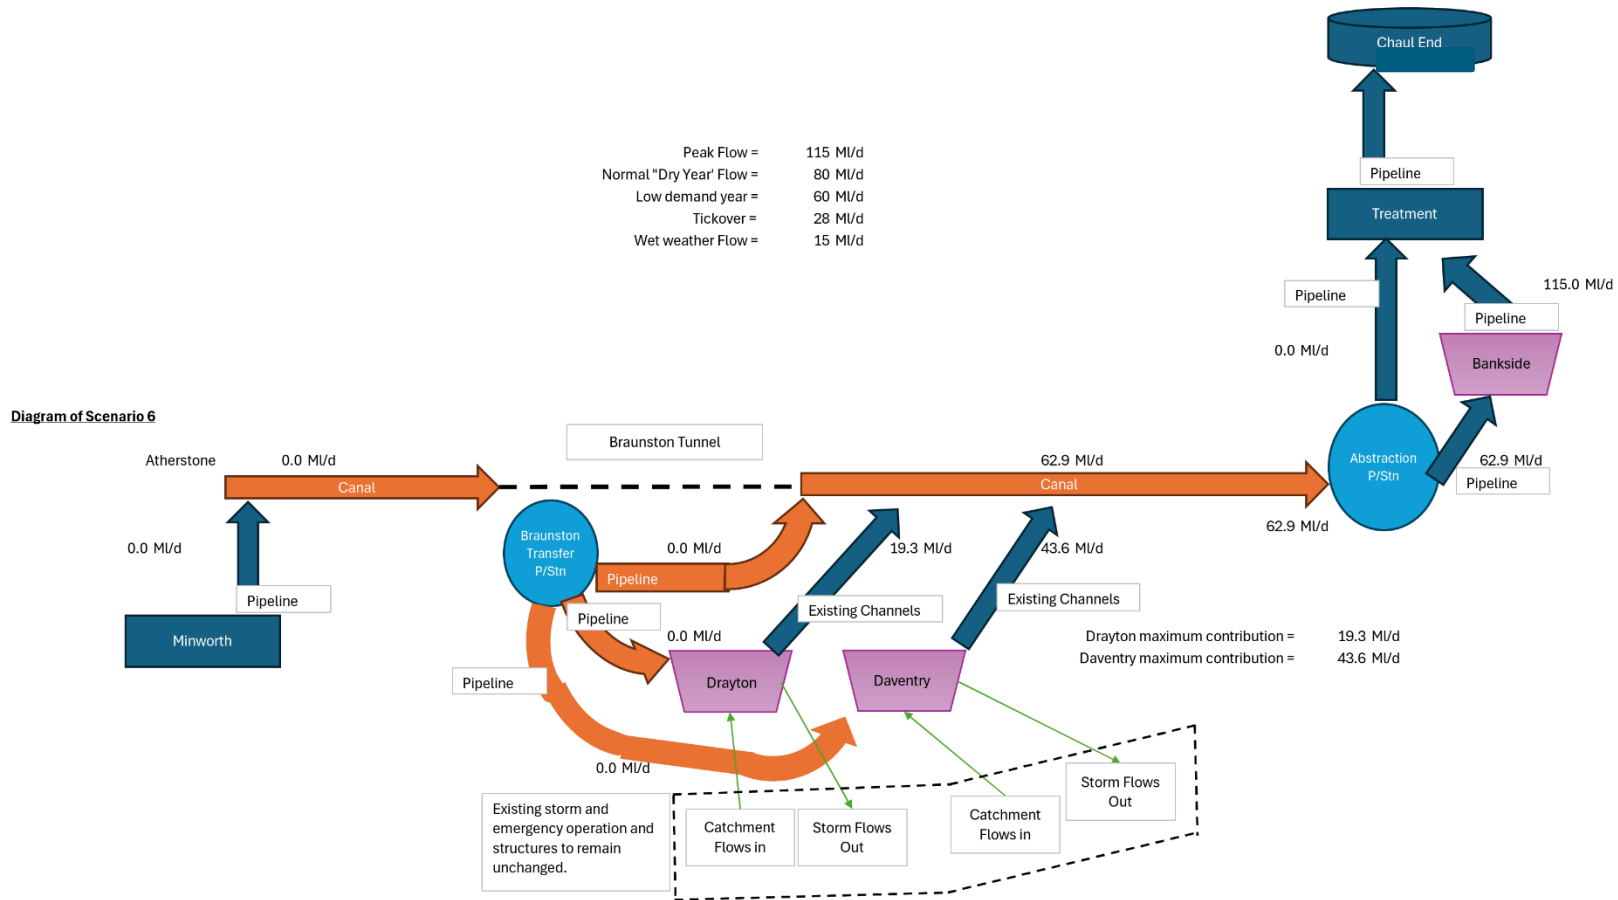 Chaul End
Peak Flow = 115 Ml/d
Normal "Dry Year' Flow = 80 Ml/d
Low demand year = 60 Ml/d
Tickover = 28 Ml/d
Wet weather Flow = 15 Ml/d
Pipeline
Treatment
Pipeline
115.0 Ml/d
Pipeline
0.0 Ml/d
Bankside
Diagram of Scenario 6
Braunston Tunnel
Atherstone
0.0 Ml/d
Canal
62.9 Ml/d
Canal
Abstraction
P/Stn
62.9 Ml/d
Pipeline
62.9 Ml/d
0.0 Ml/d
Pipeline
Minworth
Braunston
Transfer
P/Stn
0.0 Ml/d
Pipeline
19.3 Ml/d
43.6 Ml/d
Existing Channels
Existing Channels
Pipeline
0.0 Ml/d
Drayton maximum contribution = 19.3 Ml/d
Daventry maximum contribution = 43.6 Ml/d
Pipeline
Drayton
Daventry
0.0 Ml/d
Existing storm and
emergency operation and
structures to remain
unchanged.
Catchment
Flows in
Storm Flows
Out
Catchment
Flows in
Storm Flows
Out